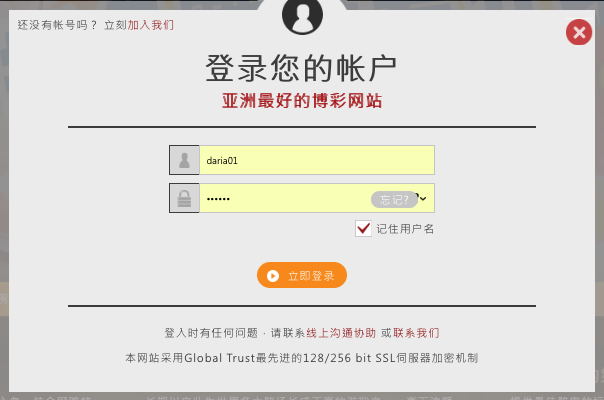 还没有帐号吗？ 立刻加入我们
登录您的帐户
亚洲最好的博彩网站
daria01
••••••
忘记?
记住用户名
立即登录
登入时有任何问题 · 请联系线上沟通协助 或联系我们
本网站采用Global Trust最先进的128/256 bit SSL伺服器加密机制